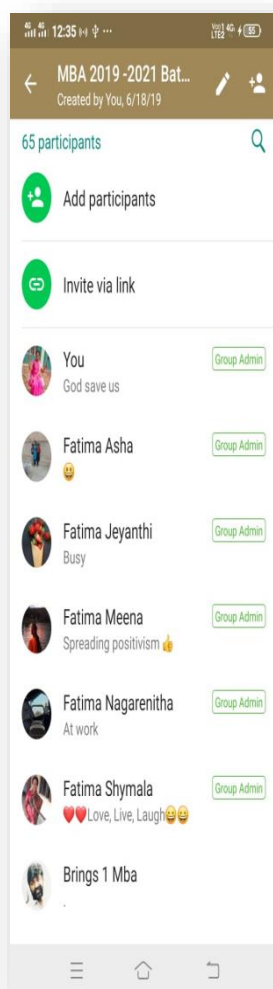 12:35
55
MBA 2019 -2021 Bat...
Created by You, 6/18/19
65 participants
Add participants
Invite via link
You
Group Admin
God save us
Fatima Asha
Group Admin
😀
Fatima Jeyanthi
Group Admin
Busy
Fatima Meena
Group Admin
Spreading positivism 👍
Fatima Nagarenitha
Group Admin
At work
Fatima Shymala
Group Admin
❤️❤️Love, Live, Laugh😄😄
Brings 1 Mba
.